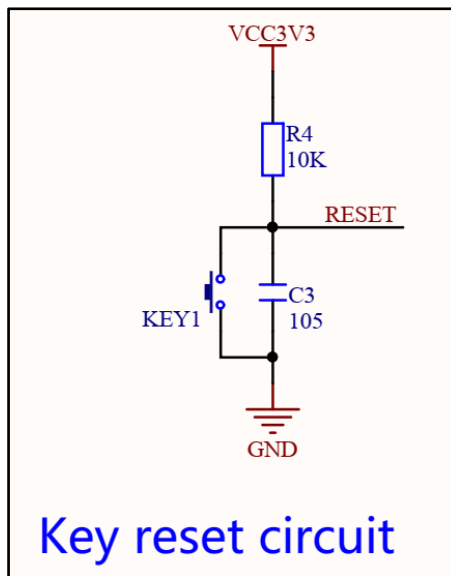 VCC3V3
R4
10K
RESET
KEY1
C3
105
GND
Key reset circuit